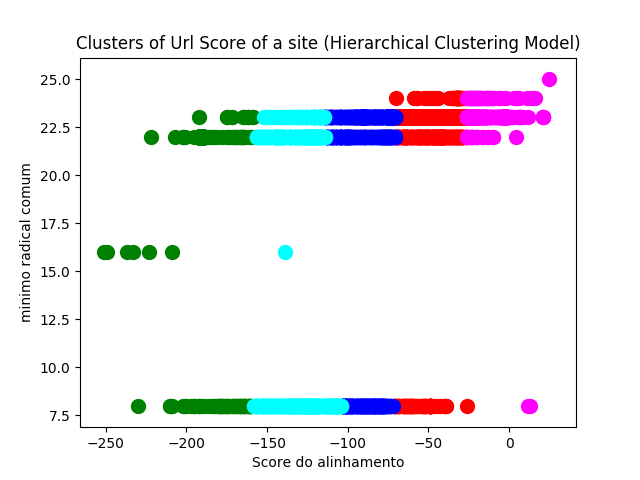 Clusters of Url Score of a site (Hierarchical Clustering Model)
25.0
22.5
20.0
17.5
15.0
12.5
10.0
7.5
minimo radical comum
−250 −200 −150 −100 −50 0
Score do alinhamento